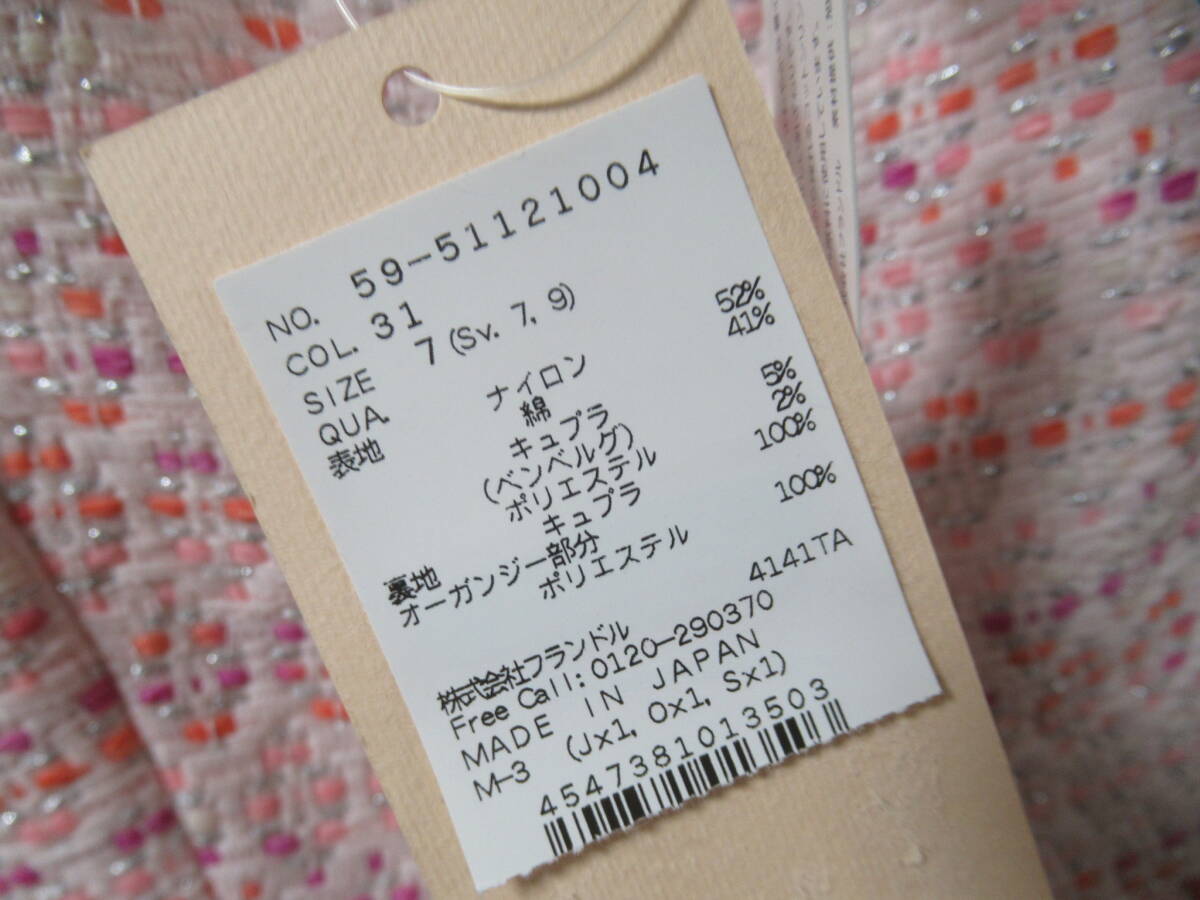 NO. 59-51121004
COL. 31
SIZE 7 (Sv. 7, 9)
QUA.
表地 ナイロン 52%
綿 41%
キュプラ
(ベンベルグ) 5%
ポリエステル 2%
裏地 キュプラ 100%
オーガンジー部分
ポリエステル 100%
4141TA
株式会社フランドル
Free Call: 0120-290370
MADE IN JAPAN
M-3 (J×1, O×1, S×1)
4547381013503